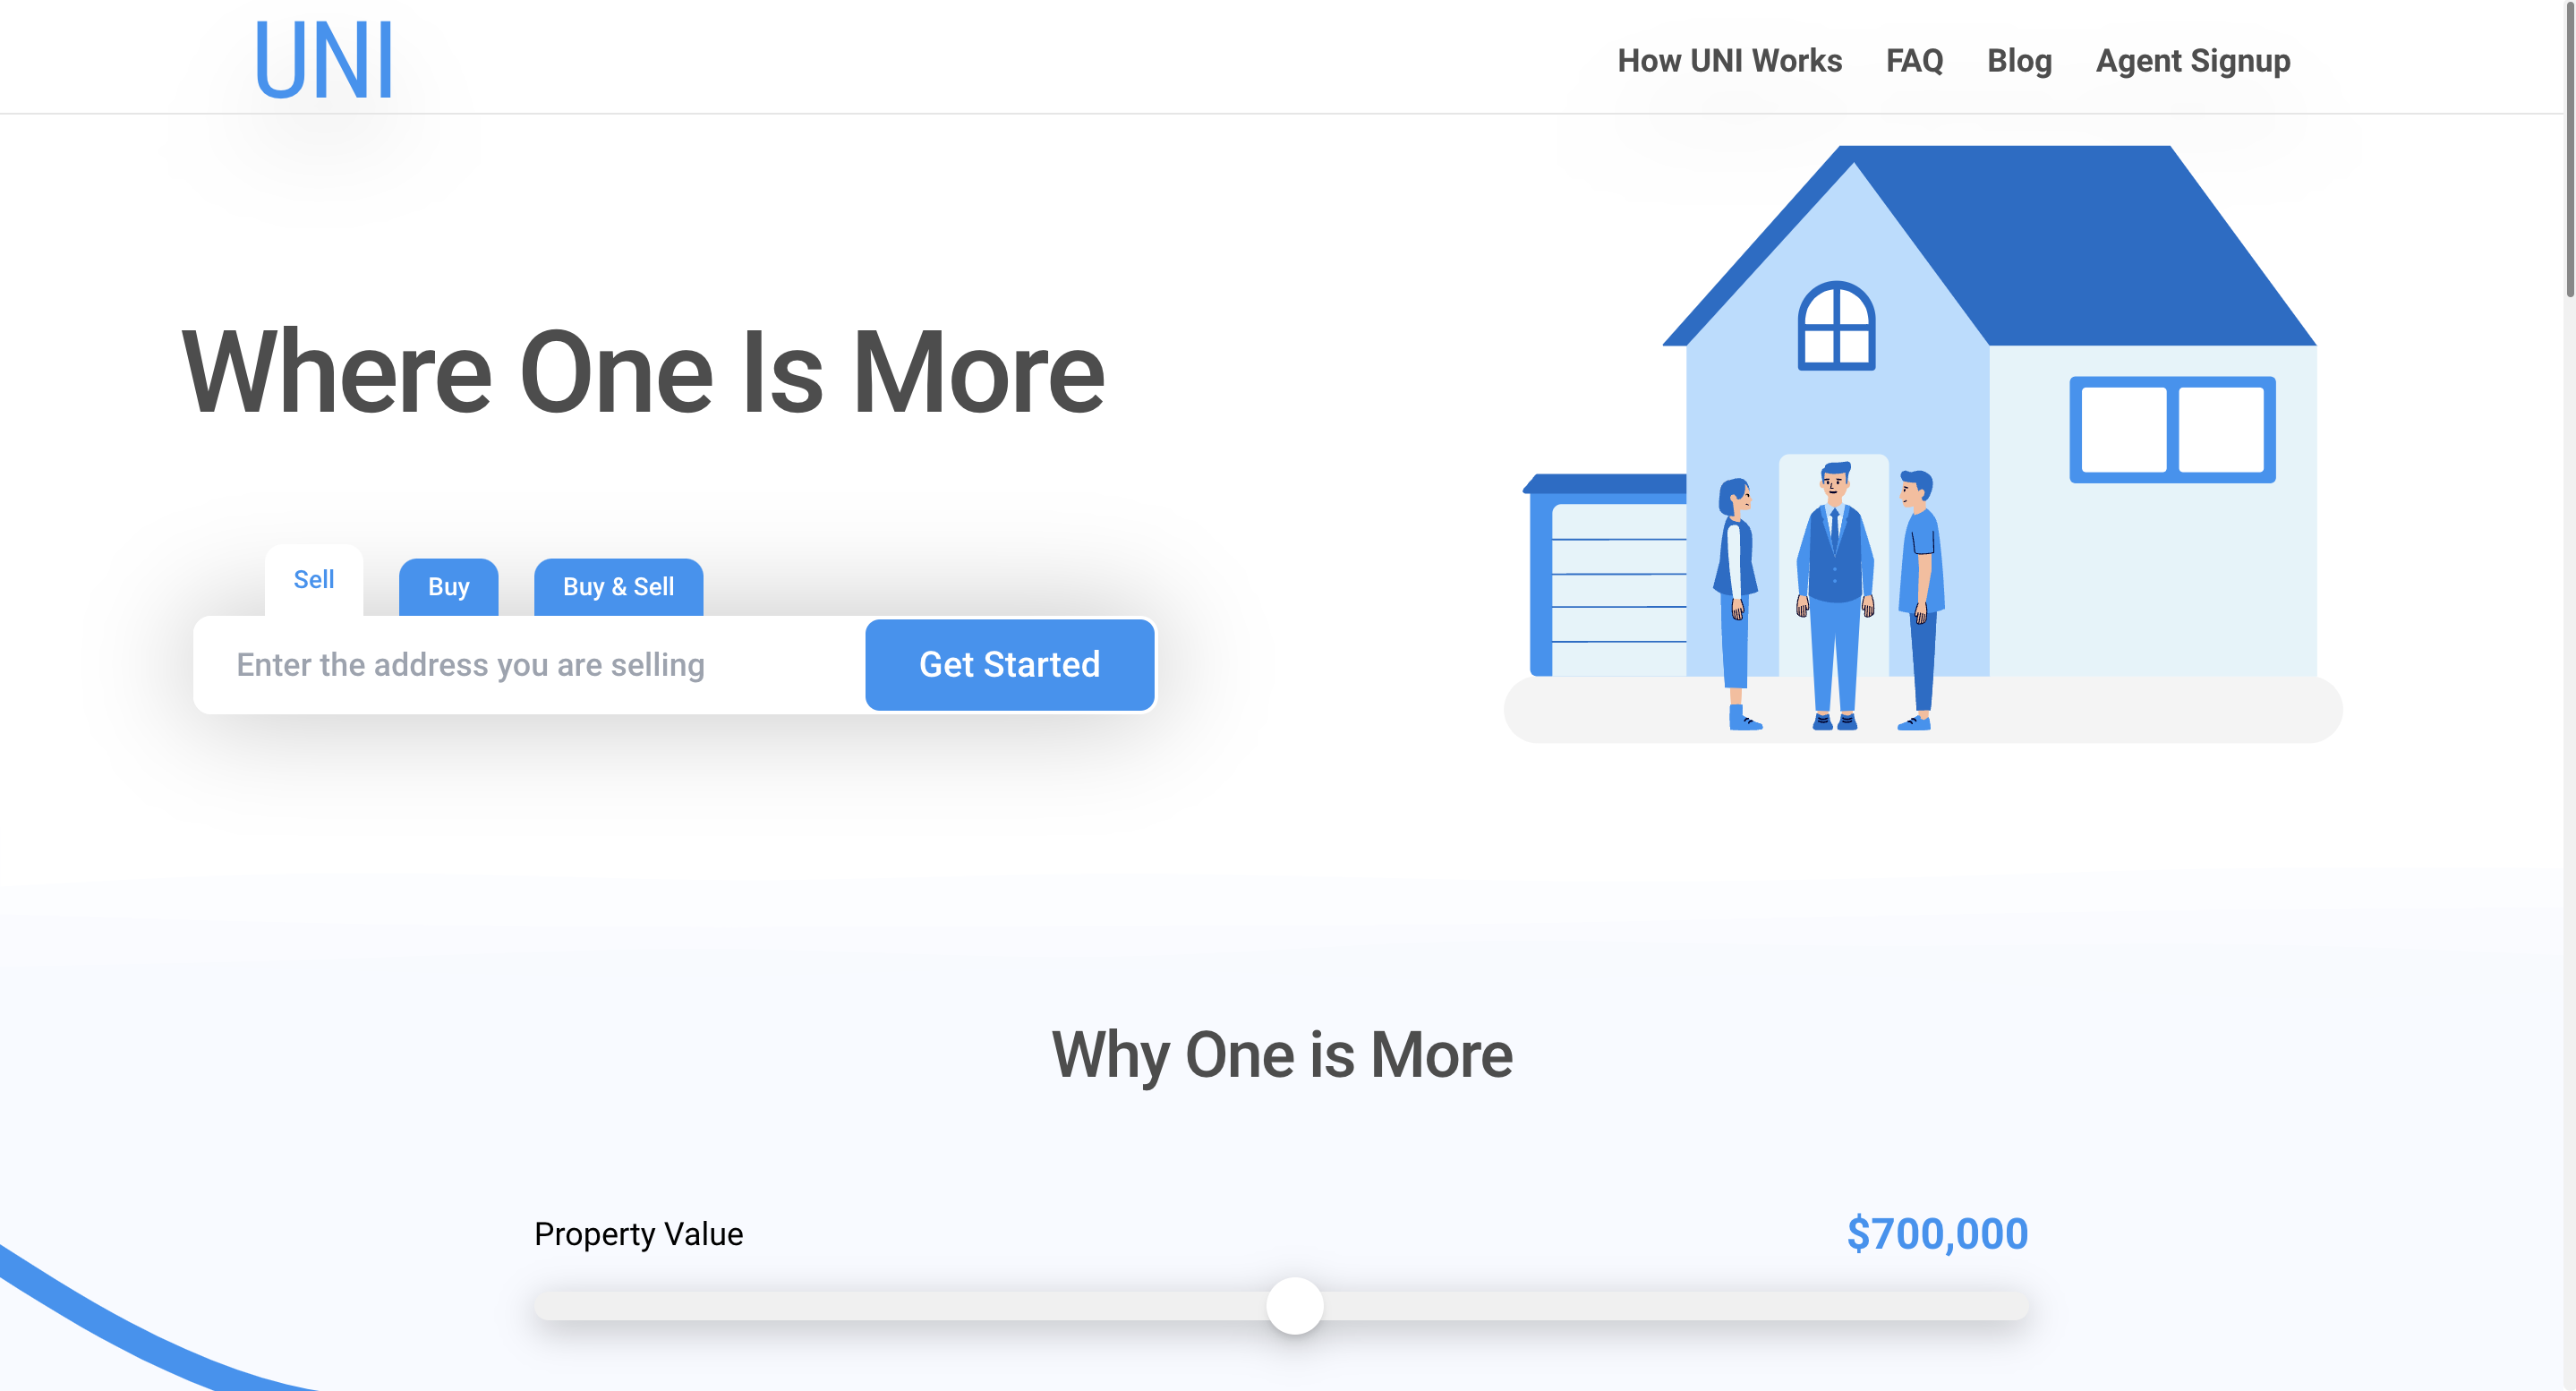 UNI
How UNI Works
FAQ
Blog
Agent Signup
Where One Is More
Sell
Buy
Buy & Sell
Enter the address you are selling
Get Started
Why One is More
Property Value
$700,000